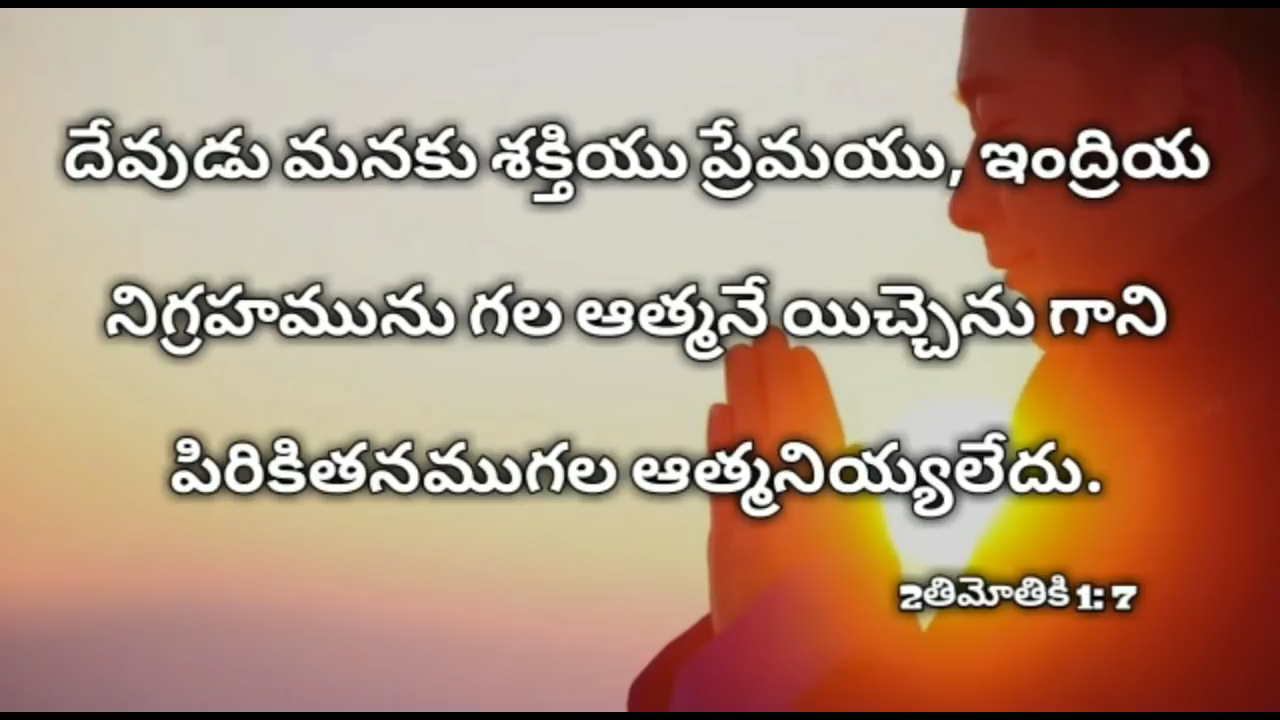 దేవుడు మనకు శక్తియు ప్రేమయు, ఇంద్రియ
నిగ్రహమును గల ఆత్మనే యిచ్చెను గాని
పిరికితనముగల ఆత్మనియ్యలేదు.
2తిమోతికి 1: 7